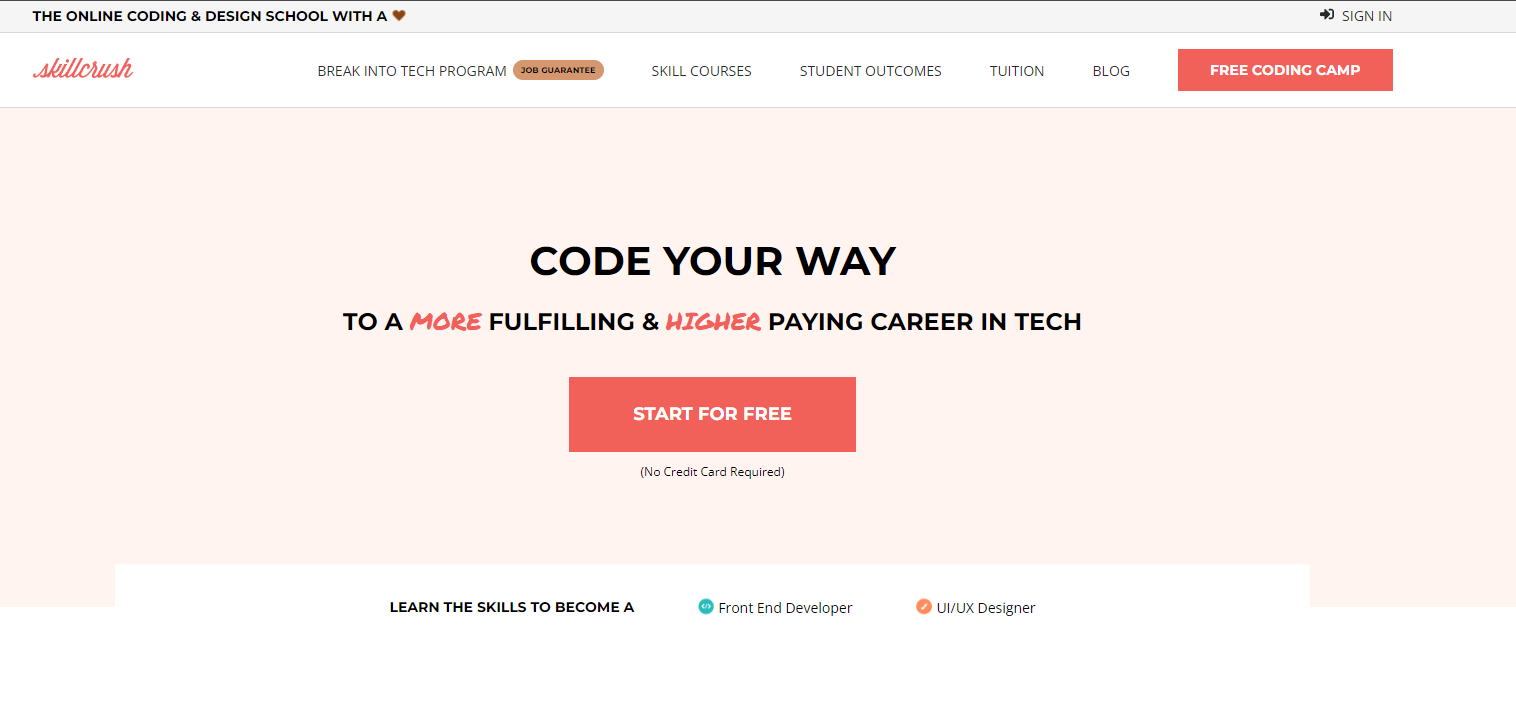 THE ONLINE CODING & DESIGN SCHOOL WITH A 🤎
SIGN IN
skillcrush
BREAK INTO TECH PROGRAM JOB GUARANTEE
SKILL COURSES
STUDENT OUTCOMES
TUITION
BLOG
FREE CODING CAMP
CODE YOUR WAY
TO A MORE FULFILLING & HIGHER PAYING CAREER IN TECH
START FOR FREE
(No Credit Card Required)
LEARN THE SKILLS TO BECOME A
Front End Developer
UI/UX Designer